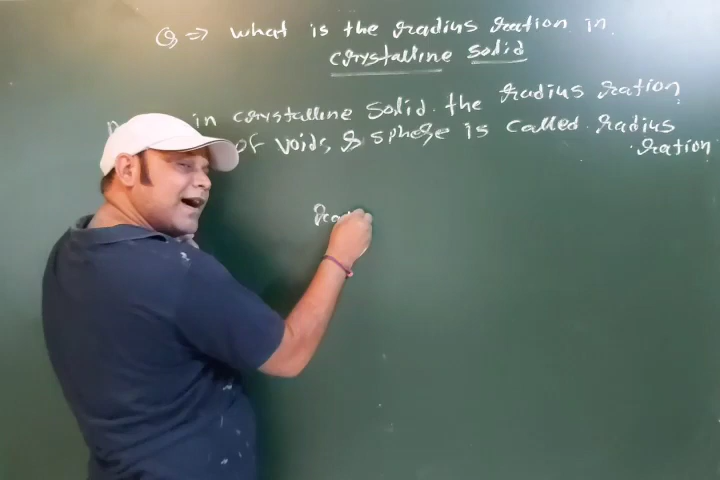 Q ⇒ what is the radius ration in
crystalline solid
in crystalline solid. the radius ration
of voids & sphere is called radius
ration